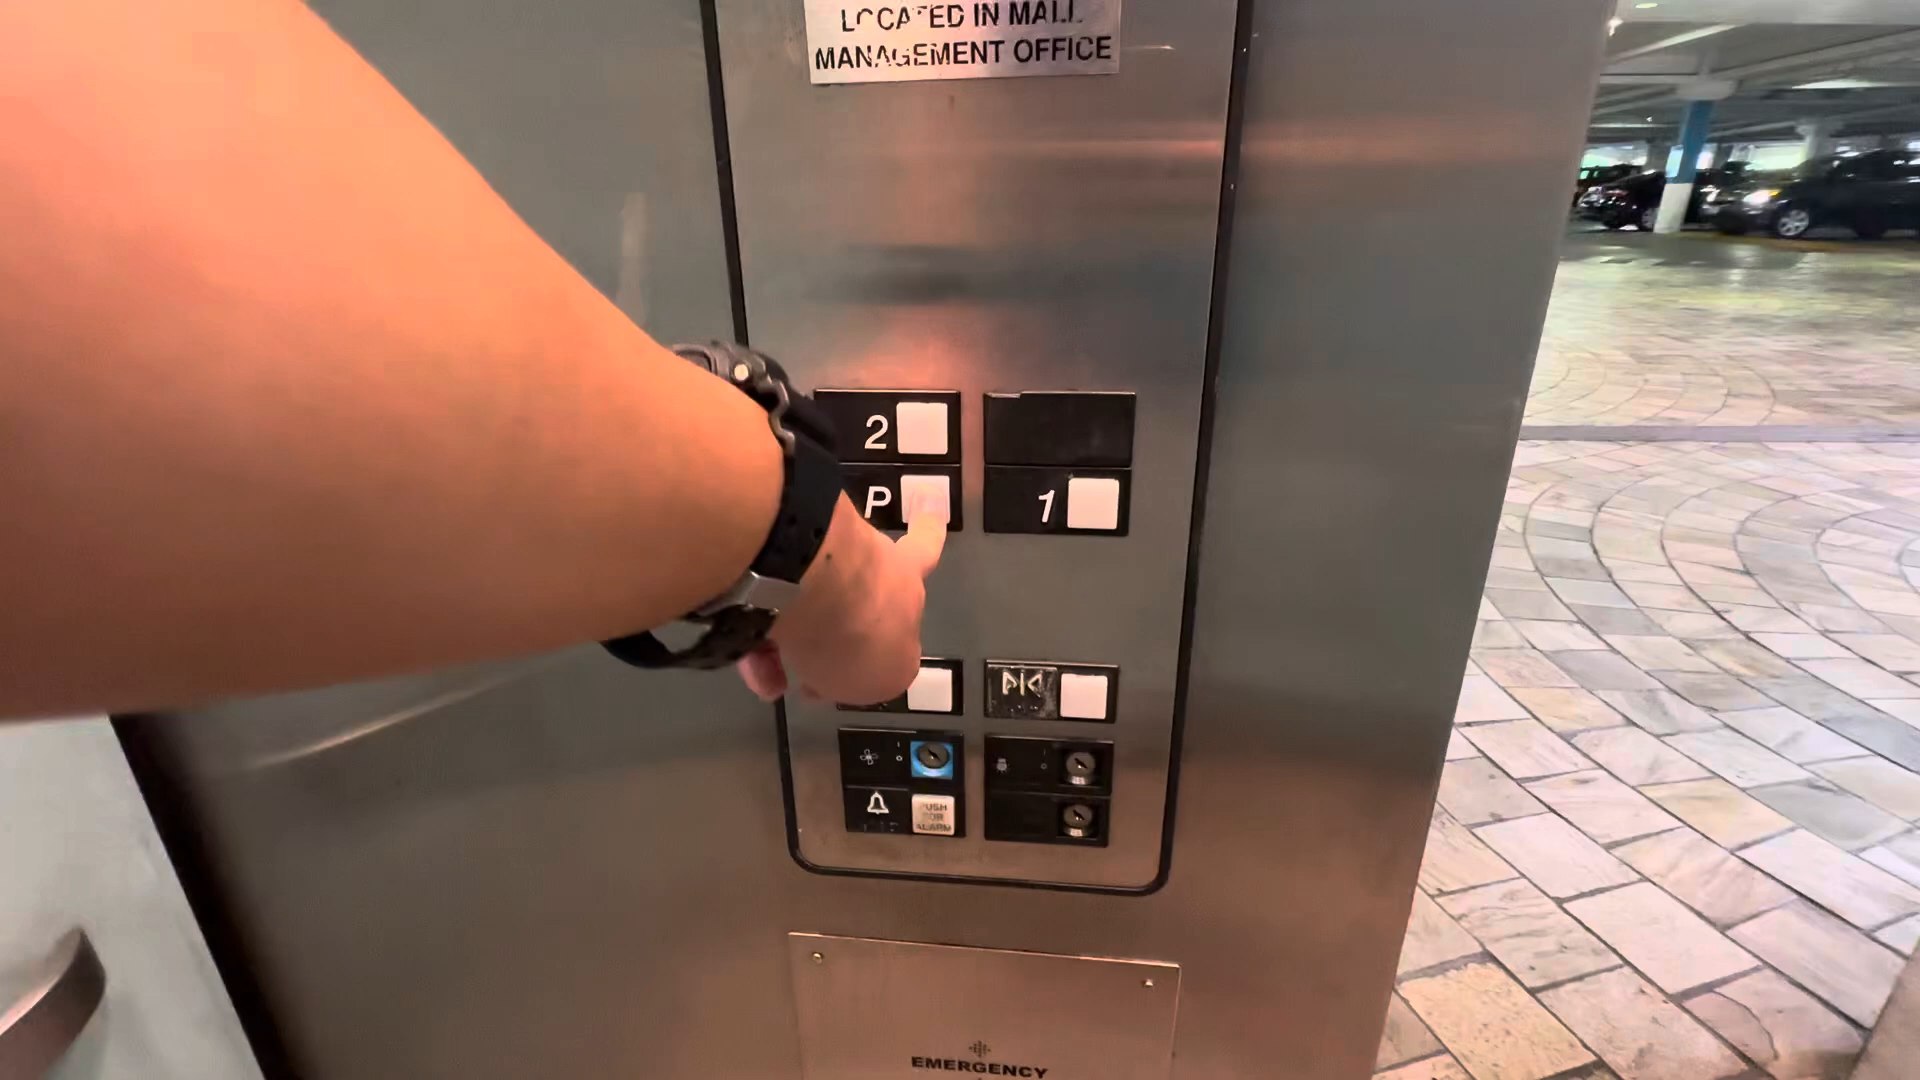 LOCATED IN MALL
MANAGEMENT OFFICE
2
P
1
PUSH
FOR
ALARM
EMERGENCY